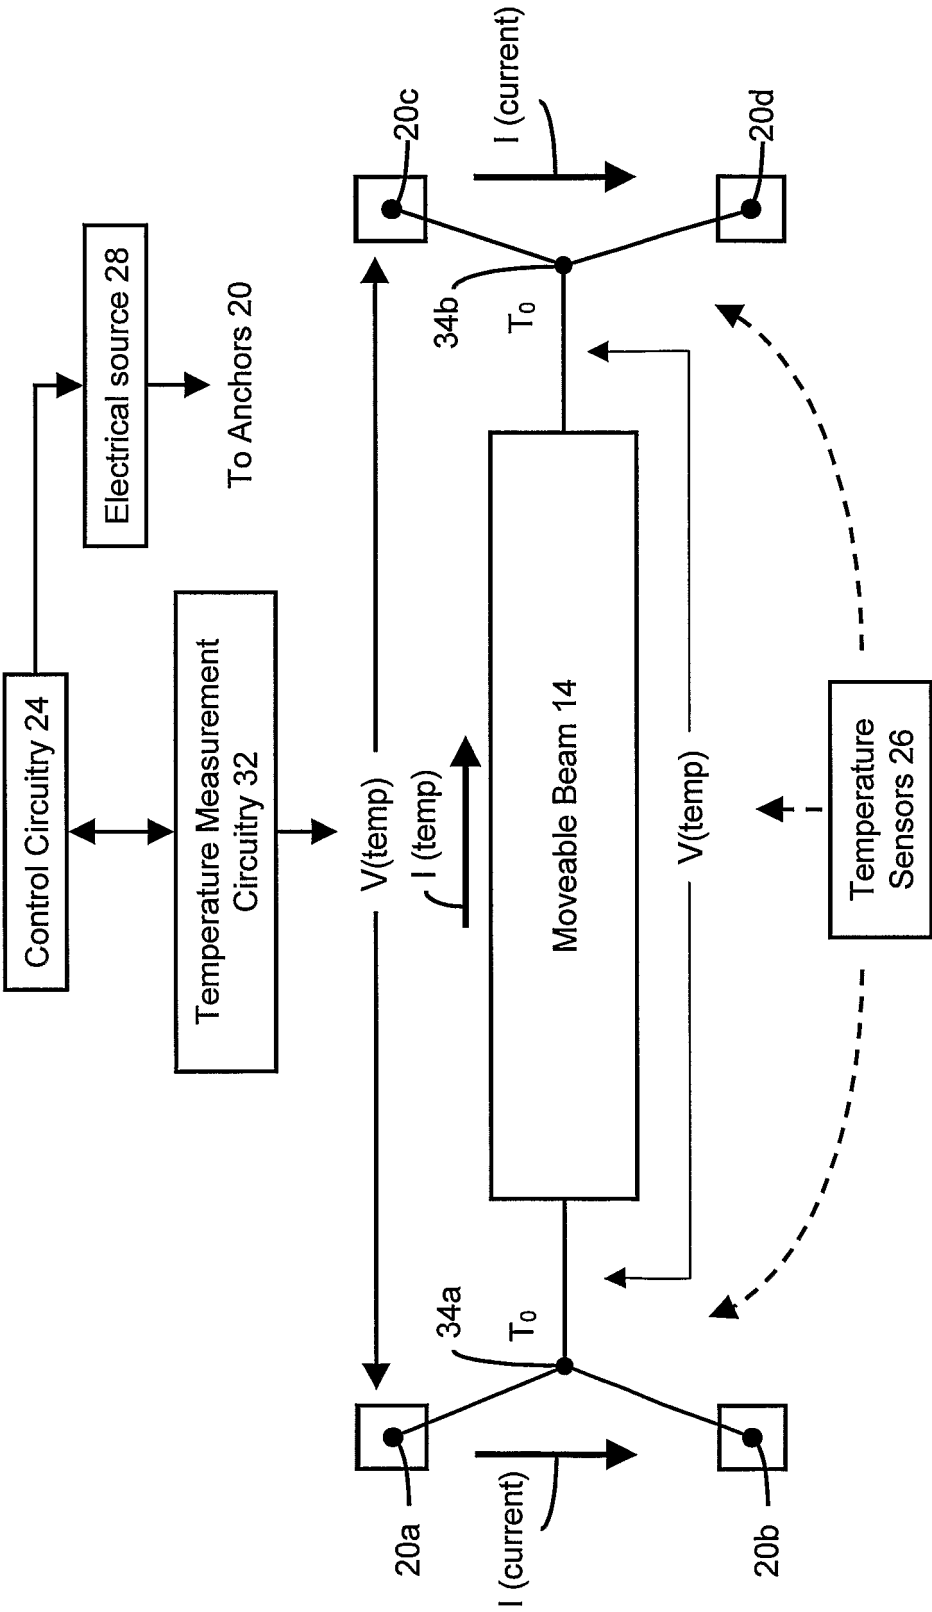 Control Circuitry 24
Electrical source 28
To Anchors 20
Temperature Measurement
Circuitry 32
V(temp)
I (temp)
20a
20c
34a
34b
T0
T0
I (current)
I (current)
Moveable Beam 14
V(temp)
20b
20d
Temperature
Sensors 26